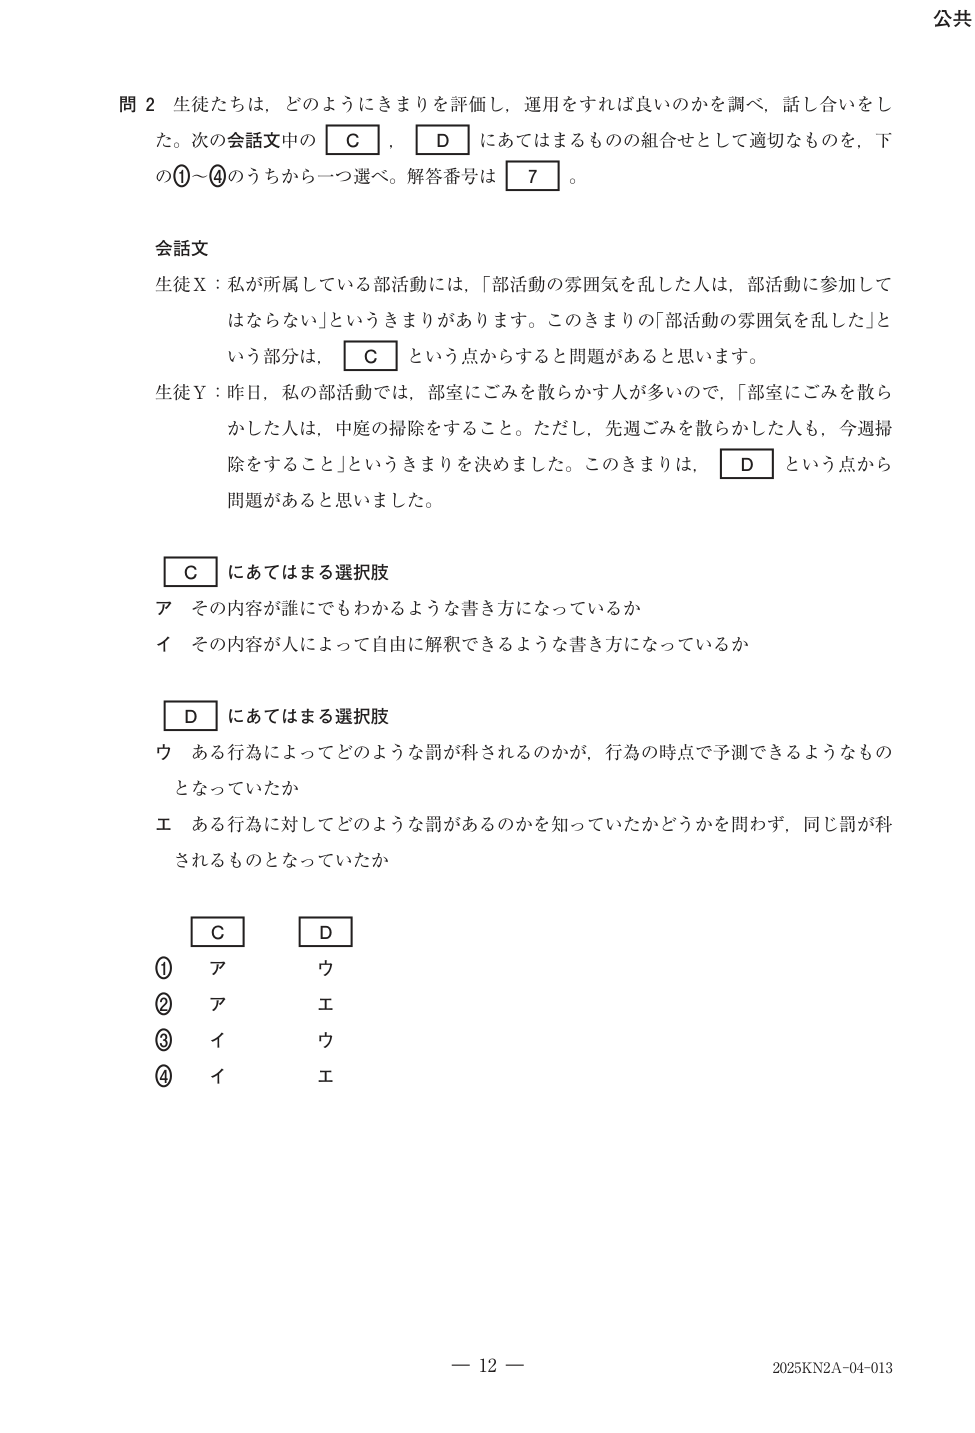 公共
問 2 生徒たちは，どのようにきまりを評価し，運用をすれば良いのかを調べ，話し合いをし
た。次の会話文中の C ， D にあてはまるものの組合せとして適切なものを，下
の①～④のうちから一つ選べ。解答番号は 7 。
会話文
生徒X：私が所属している部活動には，「部活動の雰囲気を乱した人は，部活動に参加して
はならない」というきまりがあります。このきまりの「部活動の雰囲気を乱した」と
いう部分は， C という点からすると問題があると思います。
生徒Y：昨日，私の部活動では，部室にごみを散らかす人が多いので，「部室にごみを散ら
かした人は，中庭の掃除をすること。ただし，先週ごみを散らかした人も，今週掃
除をすること」というきまりを決めました。このきまりは， D という点から
問題があると思いました。
C にあてはまる選択肢
ア その内容が誰にでもわかるような書き方になっているか
イ その内容が人によって自由に解釈できるような書き方になっているか
D にあてはまる選択肢
ウ ある行為によってどのような罰が科されるのかが，行為の時点で予測できるようなもの
となっていたか
エ ある行為に対してどのような罰があるのかを知っていたかどうかを問わず，同じ罰が科
されるものとなっていたか
C D
① ア ウ
② ア エ
③ イ ウ
④ イ エ
― 12 ―
2025KN2A-04-013